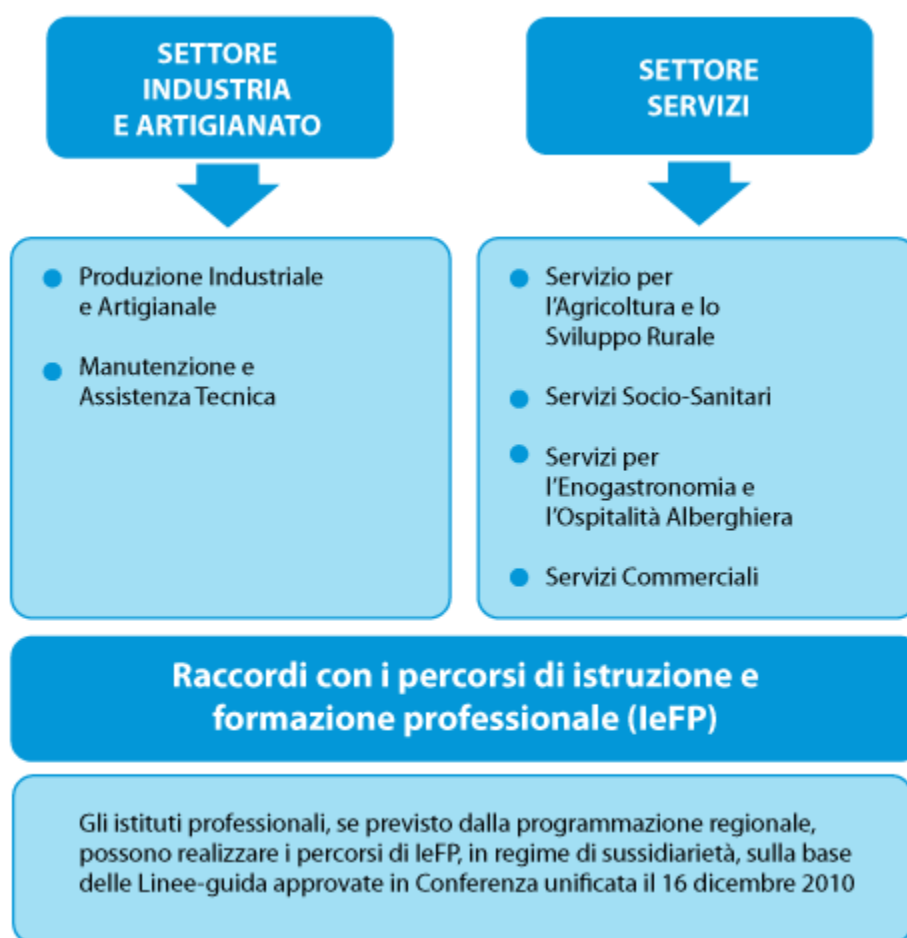 SETTORE
INDUSTRIA
E ARTIGIANATO
SETTORE
SERVIZI
Produzione Industriale
e Artigianale
Manutenzione e
Assistenza Tecnica
Servizio per
l'Agricoltura e lo
Sviluppo Rurale
Servizi Socio-Sanitari
Servizi per
l'Enogastronomia e
l'Ospitalità Alberghiera
Servizi Commerciali
Raccordi con i percorsi di istruzione e
formazione professionale (IeFP)
Gli istituti professionali, se previsto dalla programmazione regionale,
possono realizzare i percorsi di IeFP, in regime di sussidiarietà, sulla base
delle Linee-guida approvate in Conferenza unificata il 16 dicembre 2010